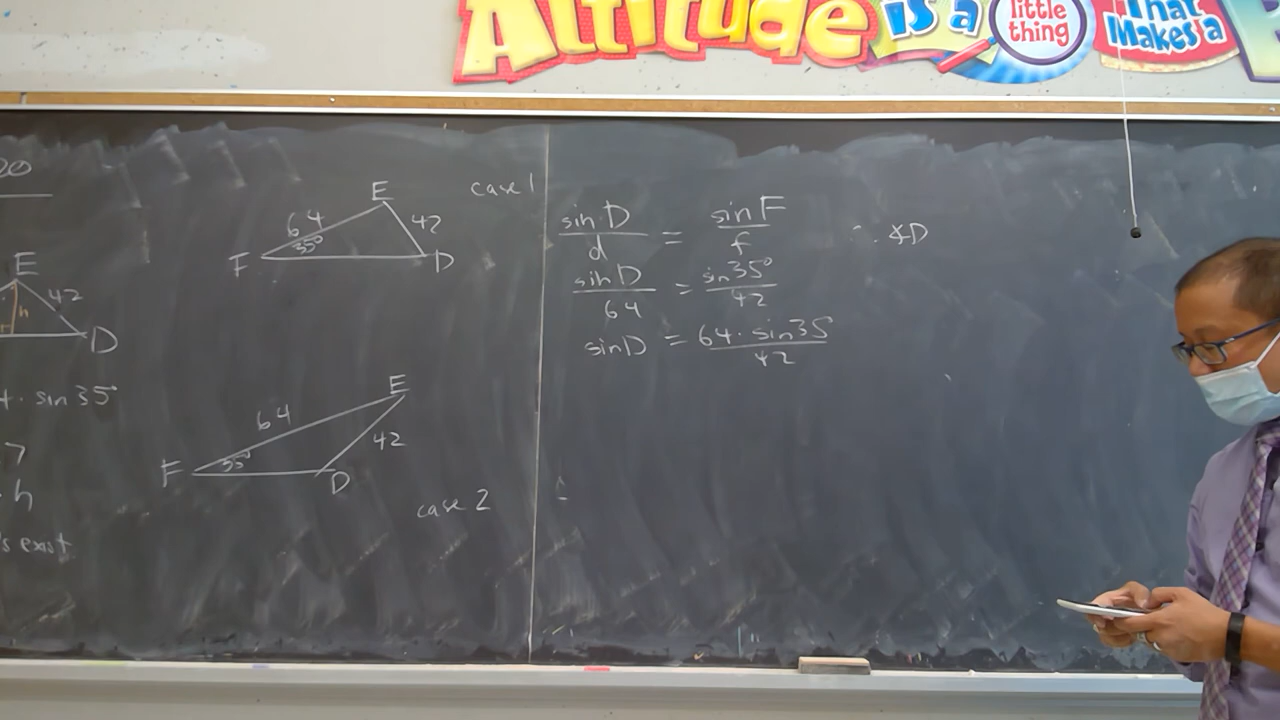 Attitude is a little thing That Makes a
20
E
42
h
D
4 · sin 35°
h
's exist
case 1
E
64
42
35°
F
D
E
64
42
F
35°
D
case 2
sin D / d = sin F / f
sin D / 64 = sin 35° / 42
sin D = 64 · sin 35 / 42
∴ ∡D